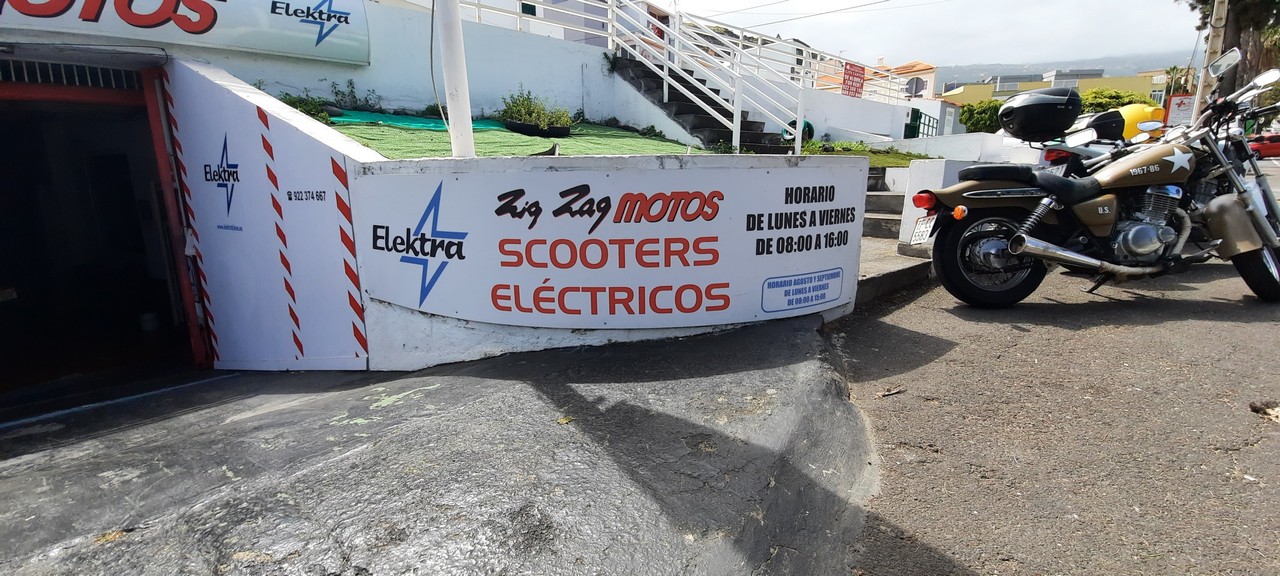 MOTOS
Elektra
Elektra
☎ 922 374 667
Elektra
Zig Zag MOTOS
SCOOTERS
ELÉCTRICOS
HORARIO
DE LUNES A VIERNES
DE 08:00 A 16:00
HORARIO AGOSTO Y SEPTIEMBRE
DE LUNES A VIERNES
DE 08:00 A 15:00
1967-86
U.S.